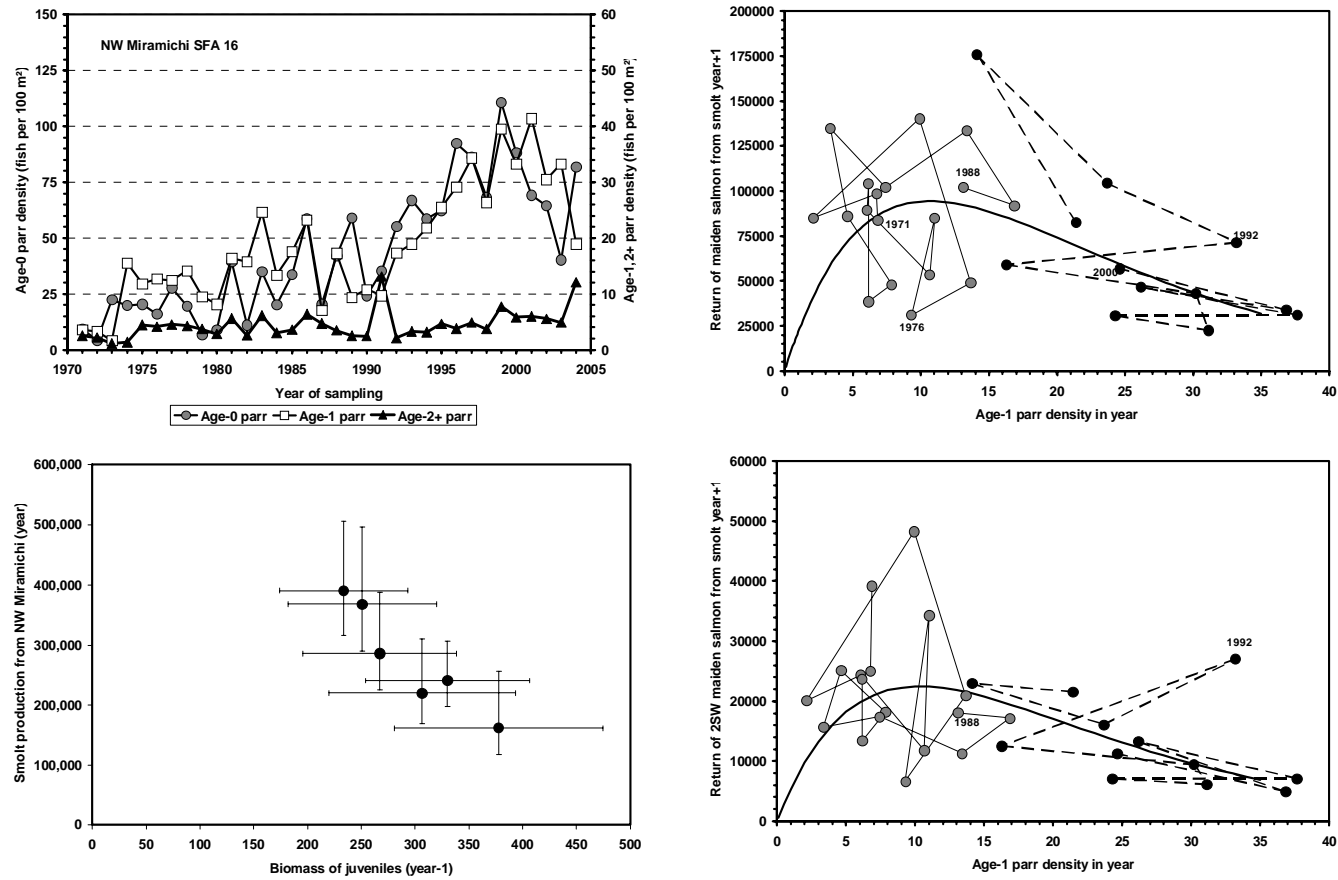 NW Miramichi SFA 16
Age-0 parr density (fish per 100 m²)
150
125
100
75
50
25
0
60
50
40
30
20
10
0
Age-1,2+ parr density (fish per 100 m²
1970 1975 1980 1985 1990 1995 2000 2005
Year of sampling
Age-0 parr Age-1 parr Age-2+ parr
Return of maiden salmon from smolt year+1
200000
175000
150000
125000
100000
75000
50000
25000
0
1988
1971
1976
1992
2000
0 5 10 15 20 25 30 35 40
Age-1 parr density in year
Smolt production from NW Miramichi (year)
600,000
500,000
400,000
300,000
200,000
100,000
0
0 50 100 150 200 250 300 350 400 450 500
Biomass of juveniles (year-1)
Return of 2SW maiden salmon from smolt year+1
60000
50000
40000
30000
20000
10000
0
1992
1988
0 5 10 15 20 25 30 35 40
Age-1 parr density in year